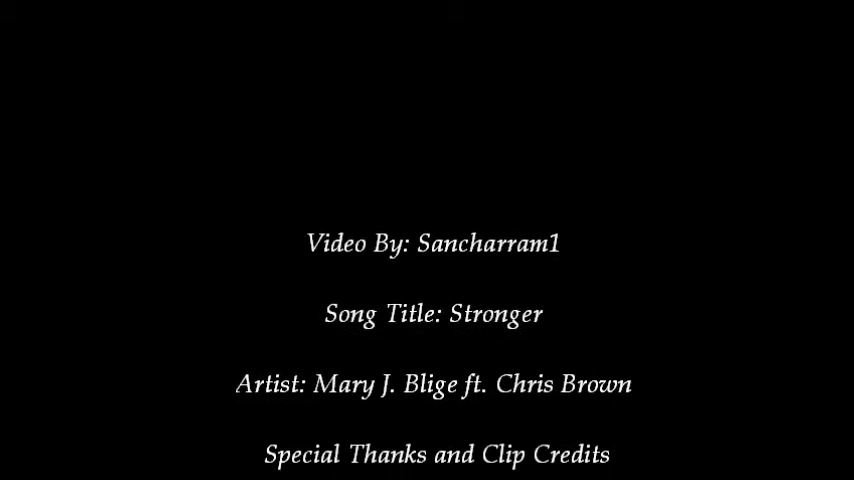 Video By: Sancharram1
Song Title: Stronger
Artist: Mary J. Blige ft. Chris Brown
Special Thanks and Clip Credits